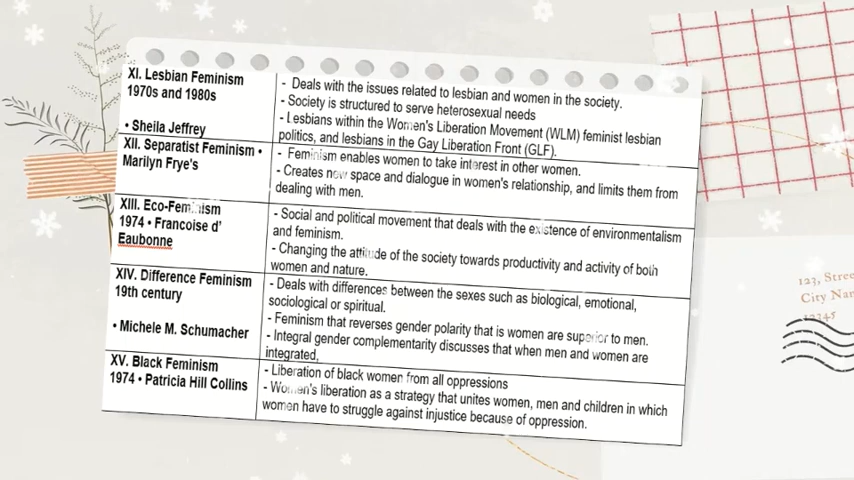 XI. Lesbian Feminism
1970s and 1980s
• Sheila Jeffrey
- Deals with the issues related to lesbian and women in the society.
- Society is structured to serve heterosexual needs
- Lesbians within the Women's Liberation Movement (WLM) feminist lesbian
politics, and lesbians in the Gay Liberation Front (GLF).
XII. Separatist Feminism •
Marilyn Frye's
- Feminism enables women to take interest in other women.
- Creates new space and dialogue in women's relationship, and limits them from
dealing with men.
XIII. Eco-Feminism
1974 • Francoise d'
Eaubonne
- Social and political movement that deals with the existence of environmentalism
and feminism.
- Changing the attitude of the society towards productivity and activity of both
women and nature.
XIV. Difference Feminism
19th century
• Michele M. Schumacher
- Deals with differences between the sexes such as biological, emotional,
sociological or spiritual.
- Feminism that reverses gender polarity that is women are superior to men.
- Integral gender complementarity discusses that when men and women are
integrated,
XV. Black Feminism
1974 • Patricia Hill Collins
- Liberation of black women from all oppressions
- Women's liberation as a strategy that unites women, men and children in which
women have to struggle against injustice because of oppression.
123, Stree
City Nam
12345